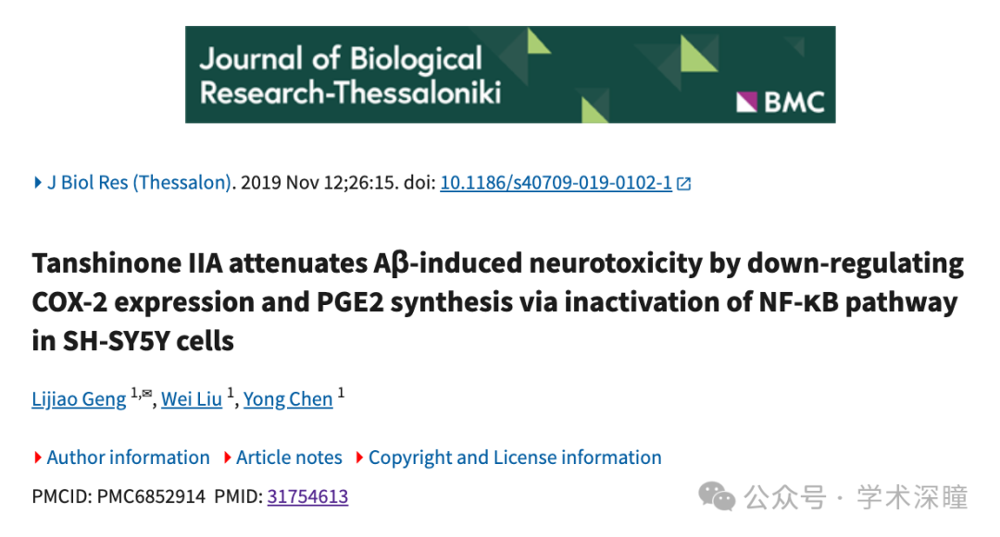 Journal of Biological
Research-Thessaloniki
BMC
J Biol Res (Thessalon). 2019 Nov 12;26:15. doi: 10.1186/s40709-019-0102-1
Tanshinone IIA attenuates Aβ-induced neurotoxicity by down-regulating
COX-2 expression and PGE2 synthesis via inactivation of NF-κB pathway
in SH-SY5Y cells
Lijiao Geng 1,✉, Wei Liu 1, Yong Chen 1
Author information Article notes Copyright and License information
PMCID: PMC6852914 PMID: 31754613
公众号 · 学术深瞳